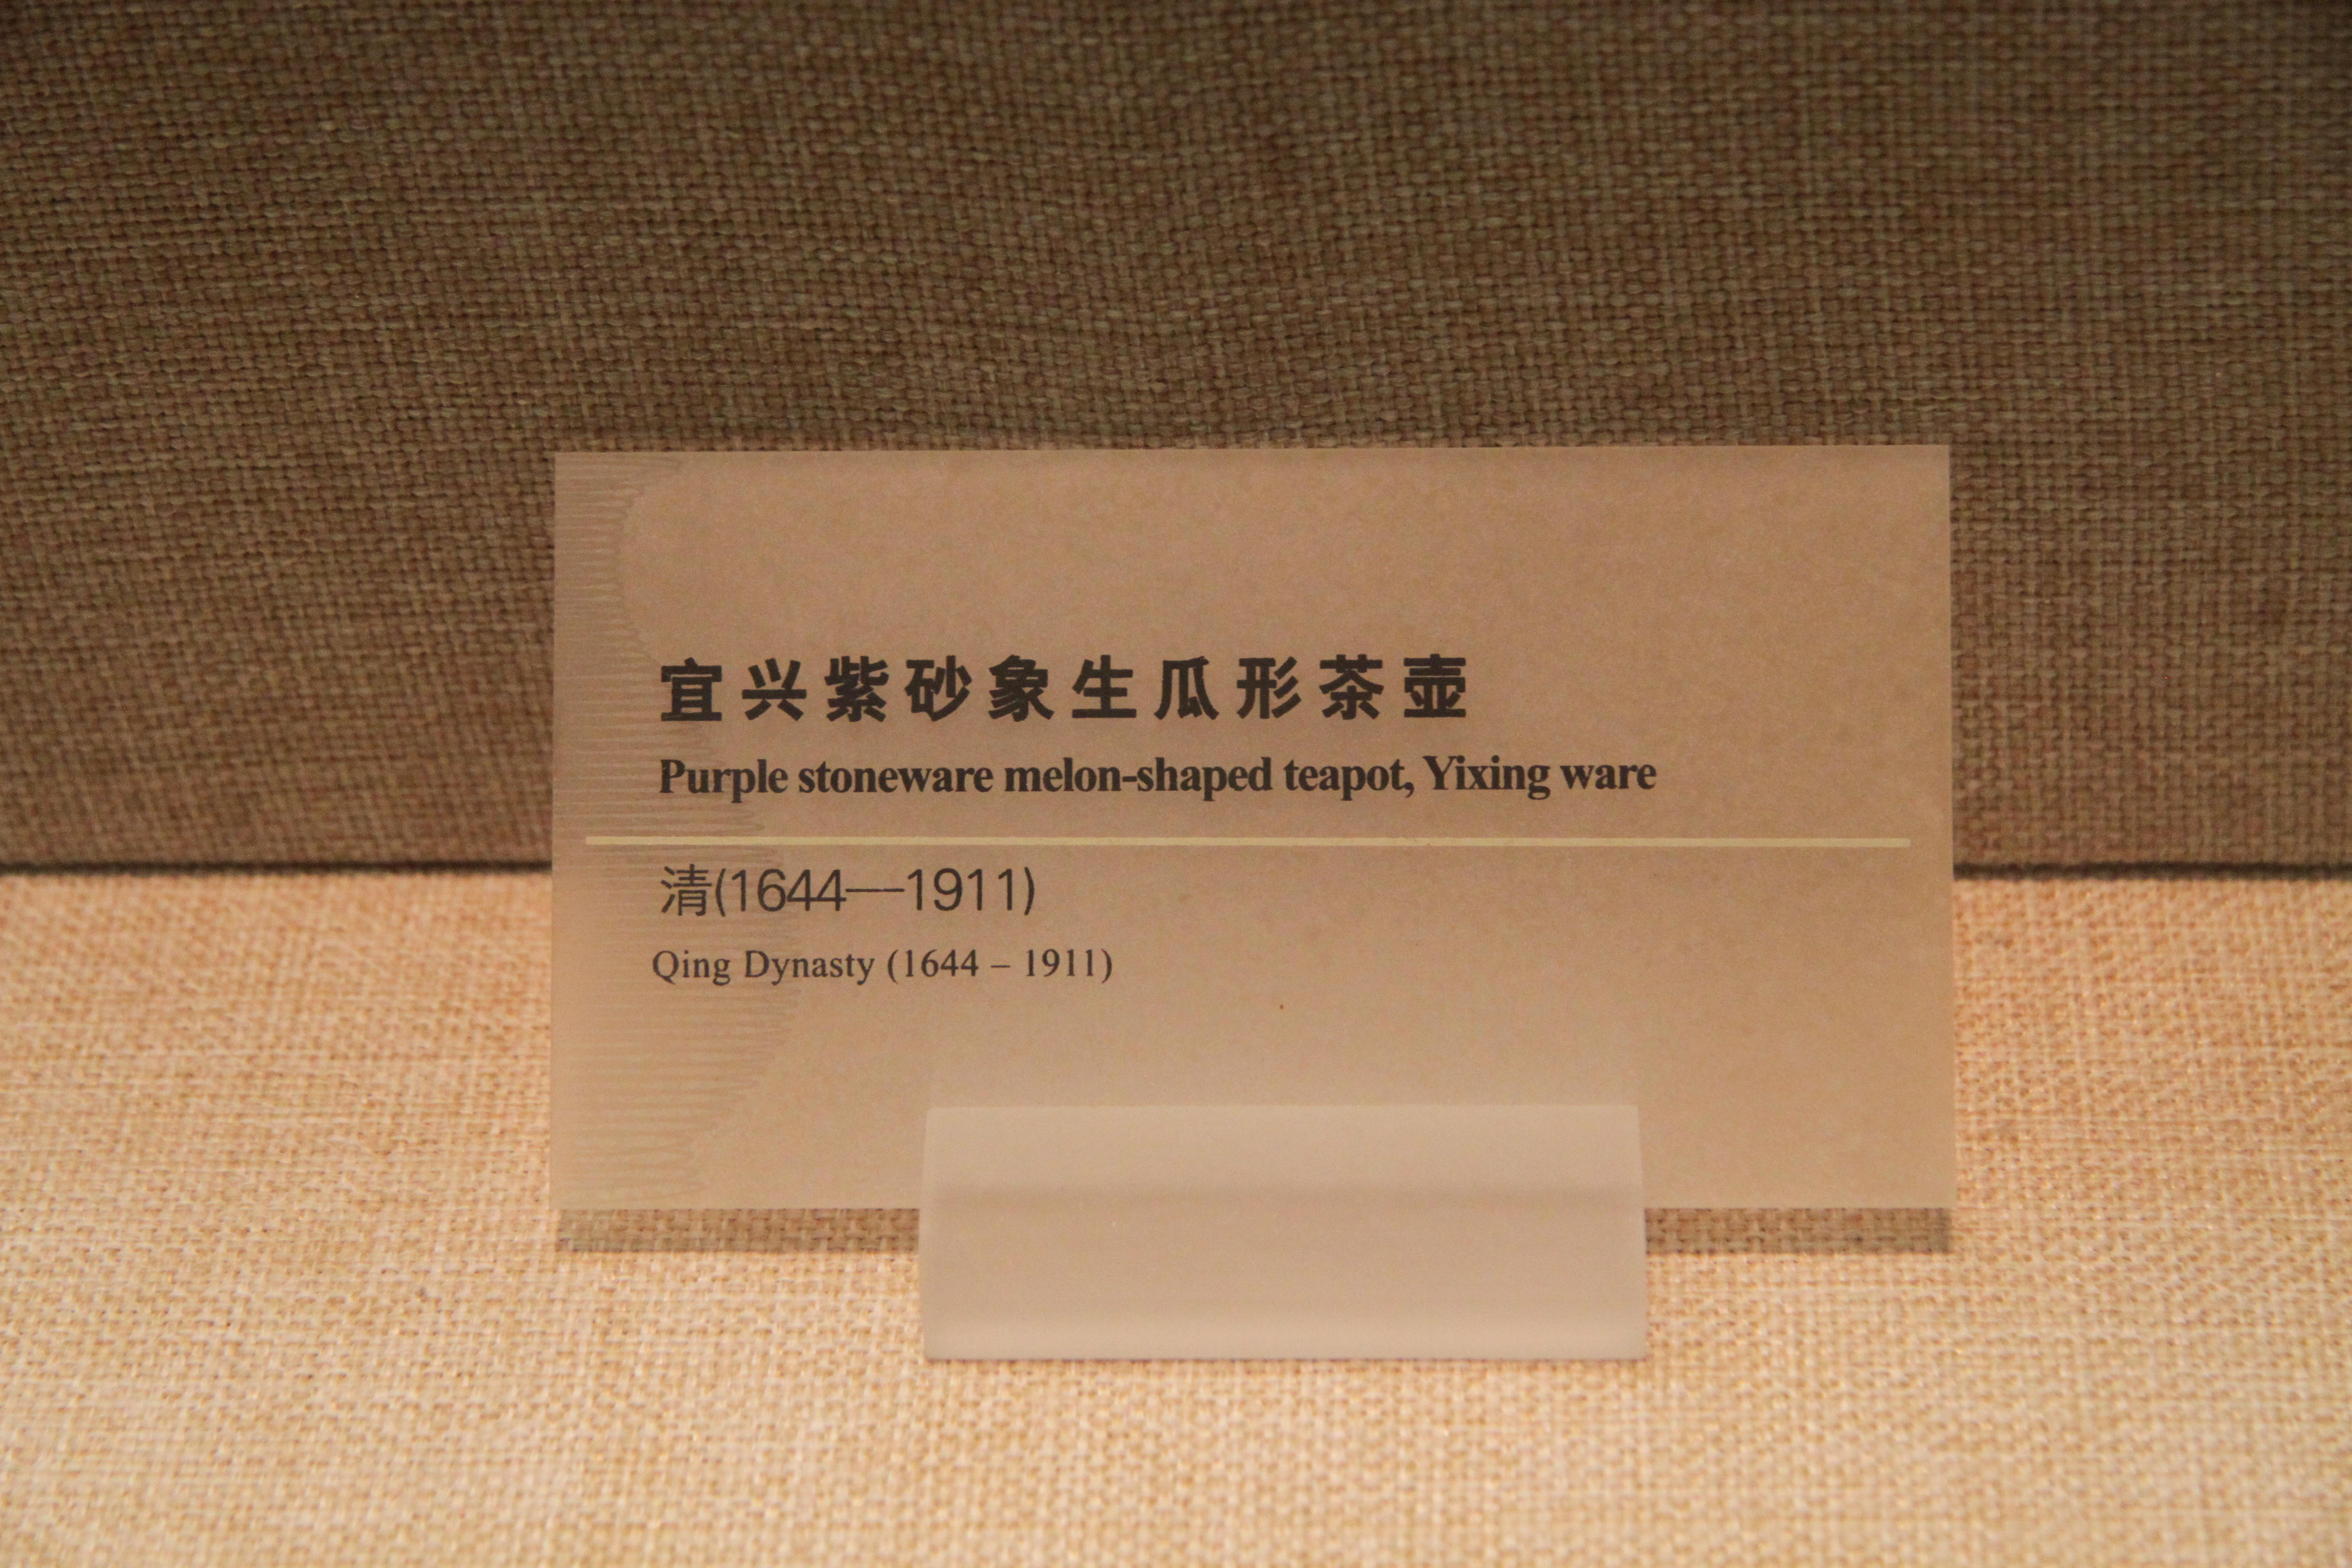 宜兴紫砂象生瓜形茶壶
Purple stoneware melon-shaped teapot, Yixing ware
清(1644—1911)
Qing Dynasty (1644 – 1911)